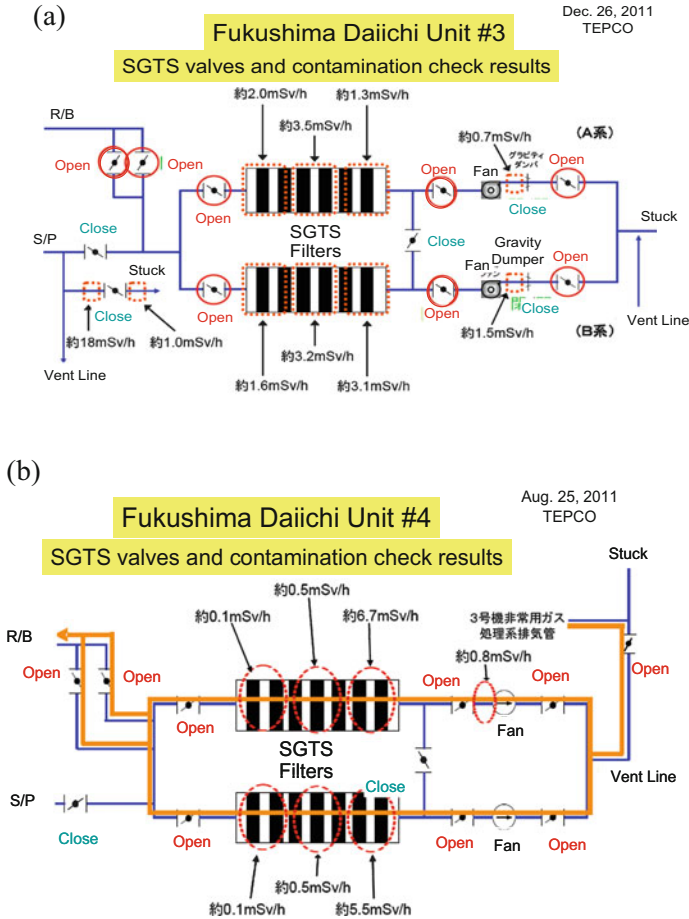 (a)
Dec. 26, 2011
TEPCO
Fukushima Daiichi Unit #3
SGTS valves and contamination check results
約2.0mSv/h
約1.3mSv/h
R/B
約3.5mSv/h
約0.7mSv/h
(A系)
グラビティ
ダンパ
Open
Open
Open
Open
Fan
Open
Close
S/P
Close
SGTS
Filters
Close
Stuck
Stuck
Gravity
Dumper
Fan
ファン
Open
Close
Open
Open
Open
閉
Close
約18mSv/h
約1.0mSv/h
約1.5mSv/h
(B系)
約3.2mSv/h
Vent Line
Vent Line
約1.6mSv/h
約3.1mSv/h
(b)
Aug. 25, 2011
TEPCO
Fukushima Daiichi Unit #4
SGTS valves and contamination check results
Stuck
約0.5mSv/h
約0.1mSv/h
約6.7mSv/h
3号機非常用ガス
処理系排気管
R/B
約0.8mSv/h
Open
Open
Open
Open
Open
Open
Fan
SGTS
Filters
Vent Line
Close
S/P
Close
Open
Open
Fan
Open
約0.5mSv/h
約0.1mSv/h
約5.5mSv/h